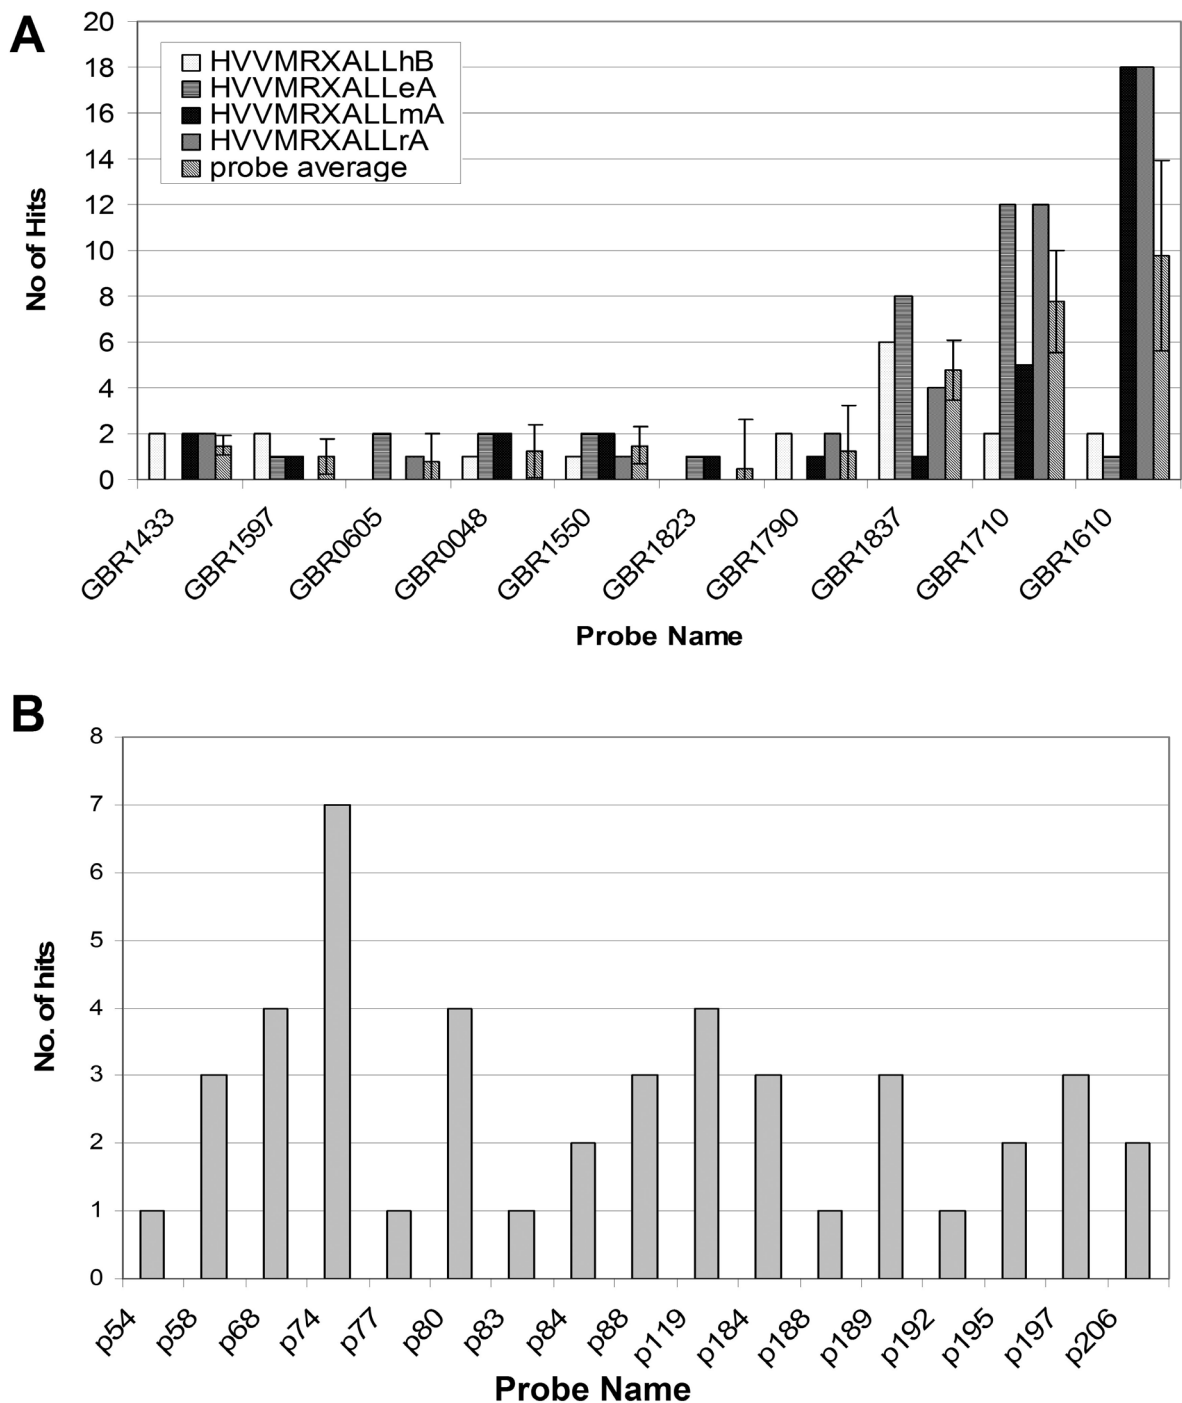 A
20
18
16
14
12
10
8
6
4
2
0
No of Hits
HVVMRXALLhB
HVVMRXALLeA
HVVMRXALLmA
HVVMRXALLrA
probe average
GBR1433
GBR1597
GBR0605
GBR0048
GBR1550
GBR1823
GBR1790
GBR1837
GBR1710
GBR1610
Probe Name
B
8
7
6
5
4
3
2
1
0
No. of hits
p54
p58
p68
p74
p77
p80
p83
p84
p88
p119
p184
p188
p189
p192
p195
p197
p206
Probe Name